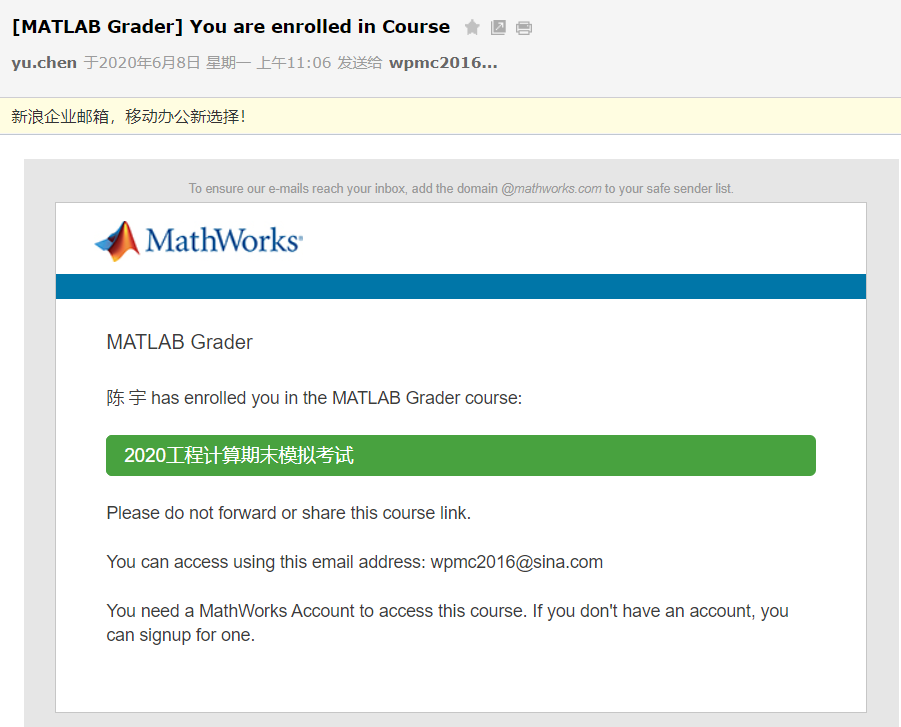 [MATLAB Grader] You are enrolled in Course
yu.chen 于2020年6月8日 星期一 上午11:06 发送给 wpmc2016...
新浪企业邮箱，移动办公新选择！
To ensure our e-mails reach your inbox, add the domain @mathworks.com to your safe sender list.
MathWorks®
MATLAB Grader
陈 宇 has enrolled you in the MATLAB Grader course:
2020工程计算期末模拟考试
Please do not forward or share this course link.
You can access using this email address: wpmc2016@sina.com
You need a MathWorks Account to access this course. If you don't have an account, you
can signup for one.